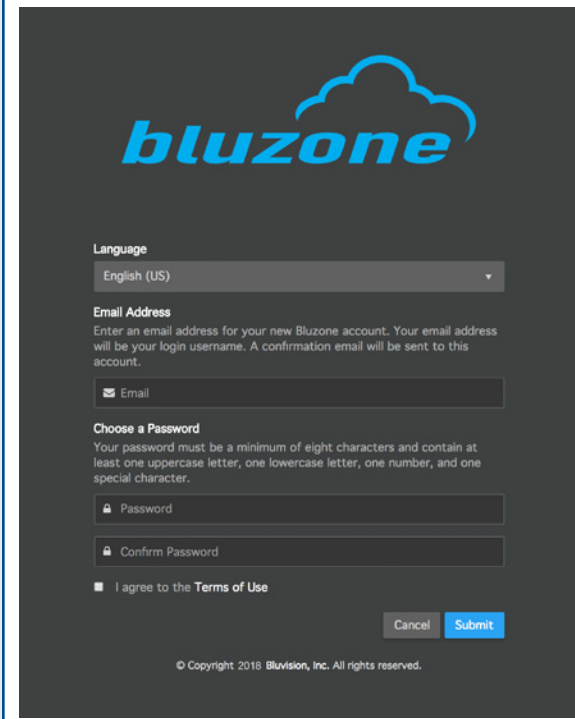 bluzone
Language
English (US)
Email Address
Enter an email address for your new Bluzone account. Your email address
will be your login username. A confirmation email will be sent to this
account.
Email
Choose a Password
Your password must be a minimum of eight characters and contain at
least one uppercase letter, one lowercase letter, one number, and one
special character.
Password
Confirm Password
I agree to the Terms of Use
Cancel Submit
© Copyright 2018 Bluvision, Inc. All rights reserved.